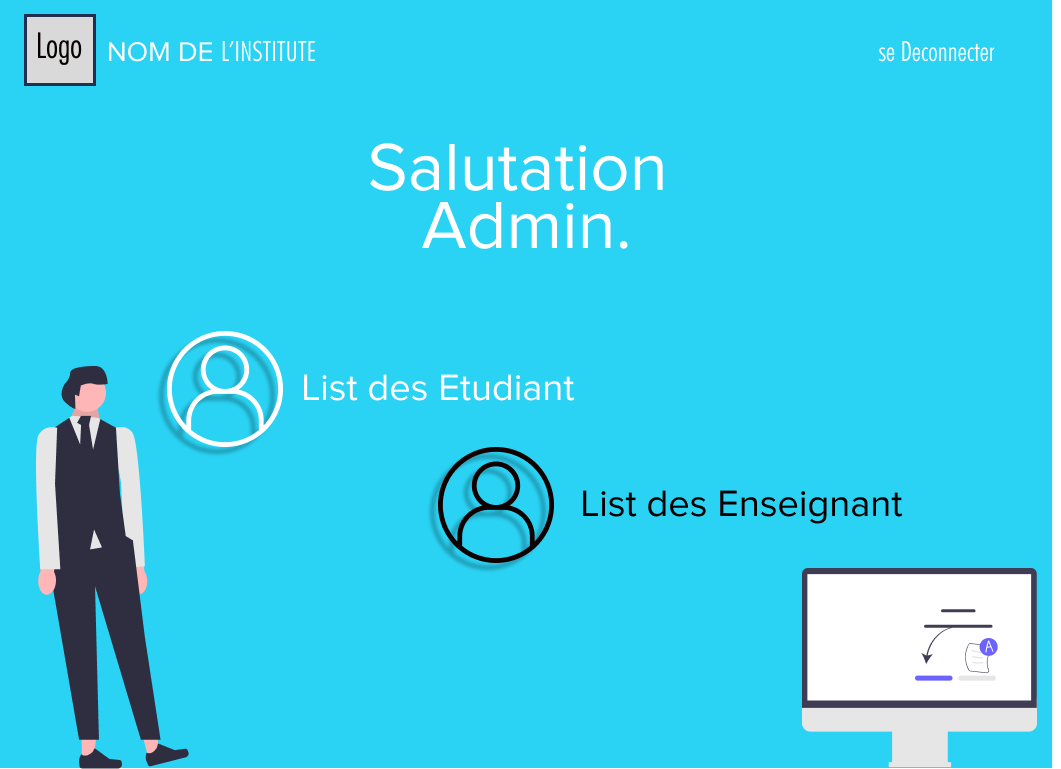 Logo
NOM DE L'INSTITUTE
se Deconnecter
Salutation
Admin.
List des Etudiant
List des Enseignant
A